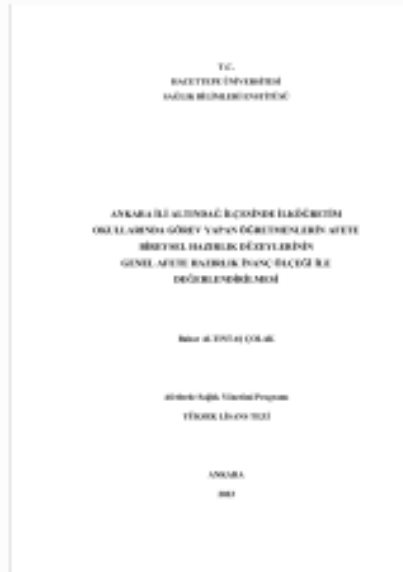 T.C.
HACETTEPE ÜNİVERSİTESİ
SAĞLIK BİLİMLERİ ENSTİTÜSÜ
ANKARA İLİ ALTINDAĞ İLÇESİNDE İLKÖĞRETİM
OKULLARINDA GÖREV YAPAN ÖĞRETMENLERİN AFETE
BİREYSEL HAZIRLIK DÜZEYLERİNİN
GENEL AFETE HAZIRLIK İNANÇ ÖLÇEĞİ İLE
DEĞERLENDİRİLMESİ
ALTINTAŞ ÇOLAK
Afetlerde Sağlık Yönetimi Programı
YÜKSEK LİSANS TEZİ
ANKARA